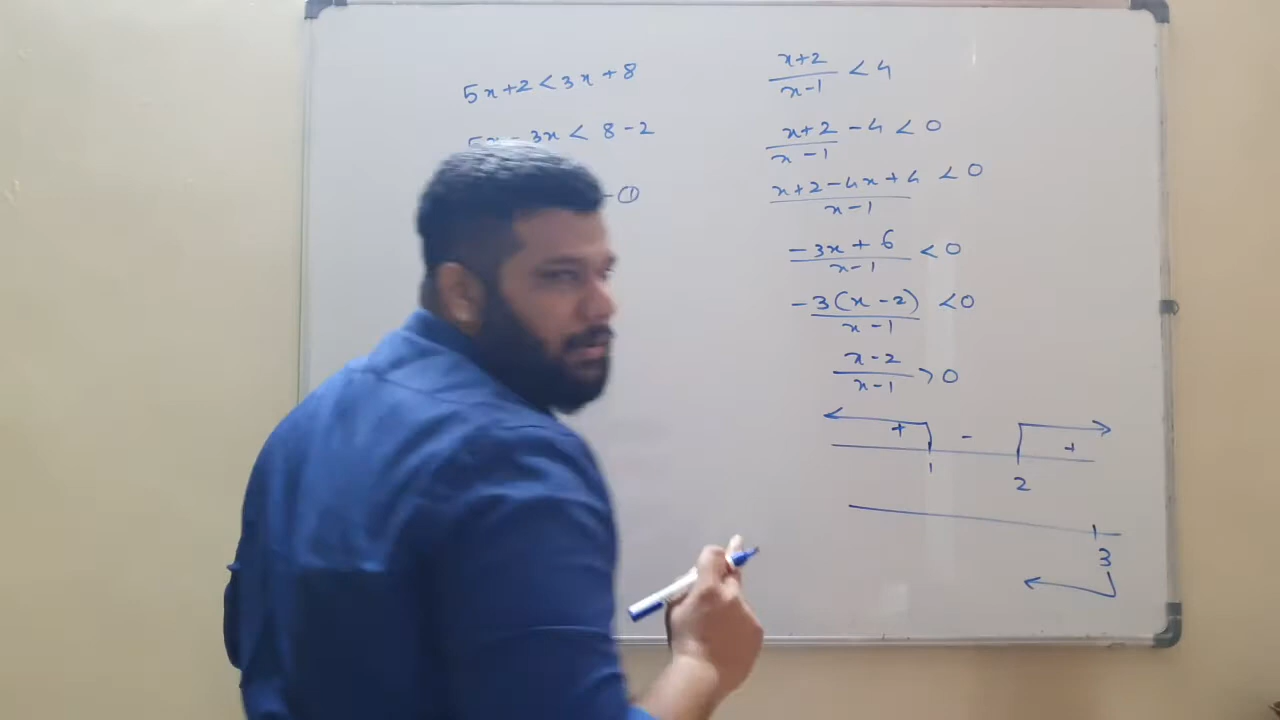 5x+2<3x+8
3x < 8-2
①
x+2/x-1 < 4
x+2/x-1 - 4 < 0
x+2-4x+4/x-1 < 0
-3x+6/x-1 < 0
-3(x-2)/x-1 < 0
x-2/x-1 > 0
+ - +
1 2
3